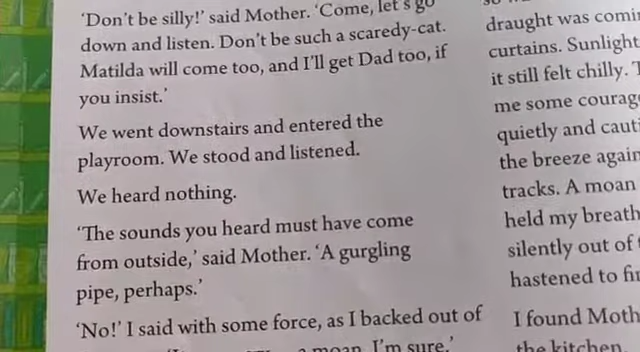 'Don't be silly!' said Mother. 'Come, let's go
down and listen. Don't be such a scaredy-cat.
Matilda will come too, and I'll get Dad too, if
you insist.'
We went downstairs and entered the
playroom. We stood and listened.
We heard nothing.
'The sounds you heard must have come
from outside,' said Mother. 'A gurgling
pipe, perhaps.'
'No!' I said with some force, as I backed out of
a moan, I'm sure.'
draught was comi
curtains. Sunlight
it still felt chilly.
me some courag
quietly and caut
the breeze again
tracks. A moan
held my breath
silently out of
hastened to fi
I found Moth
the kitchen